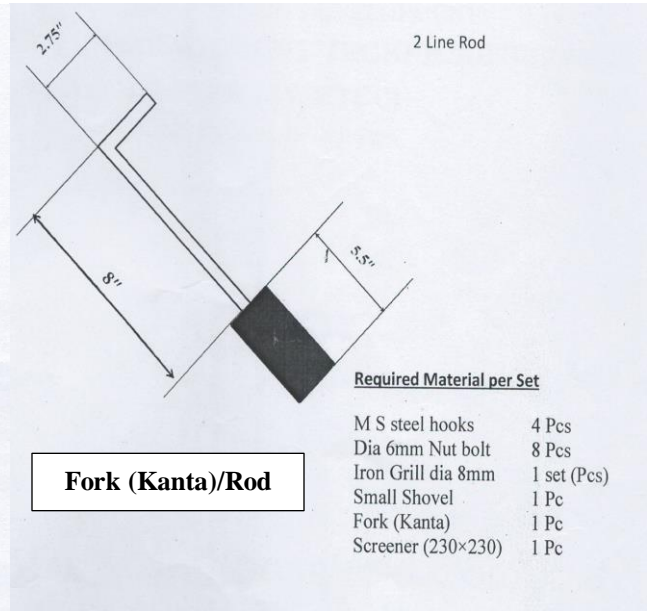 2 Line Rod
2.75"
8"
5.5"
Required Material per Set
M S steel hooks 4 Pcs
Dia 6mm Nut bolt 8 Pcs
Iron Grill dia 8mm 1 set (Pcs)
Small Shovel 1 Pc
Fork (Kanta) 1 Pc
Screener (230×230) 1 Pc
Fork (Kanta)/Rod